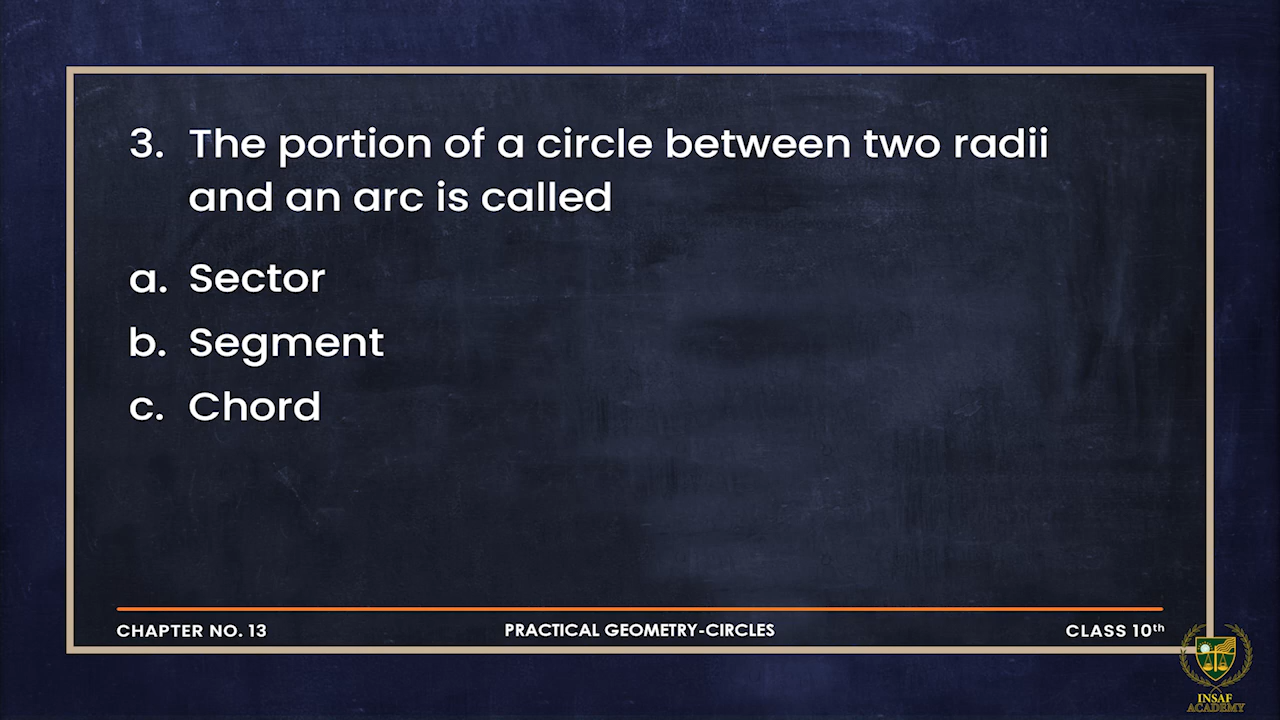 3. The portion of a circle between two radii
and an arc is called
a. Sector
b. Segment
c. Chord
CHAPTER NO. 13 PRACTICAL GEOMETRY-CIRCLES CLASS 10th
INSAF
ACADEMY